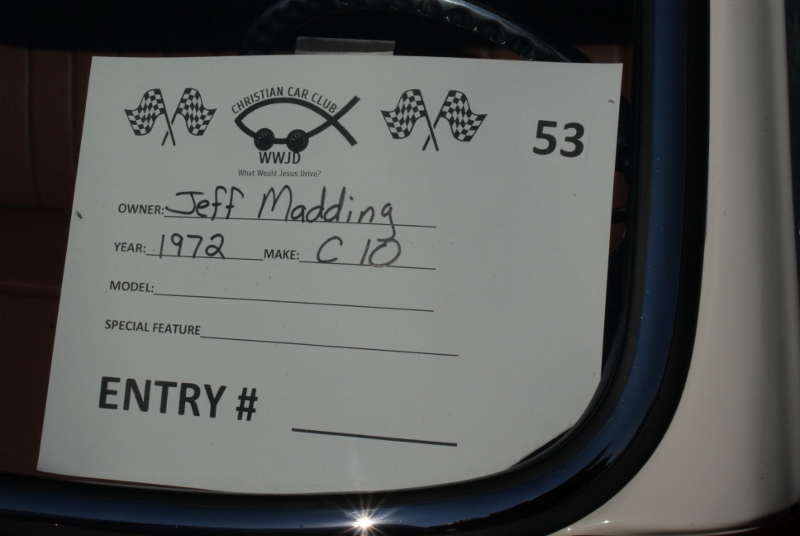 CHRISTIAN CAR CLUB
WWJD
What Would Jesus Drive?
53
OWNER: Jeff Madding
YEAR: 1972 MAKE: C 10
MODEL:
SPECIAL FEATURE
ENTRY #